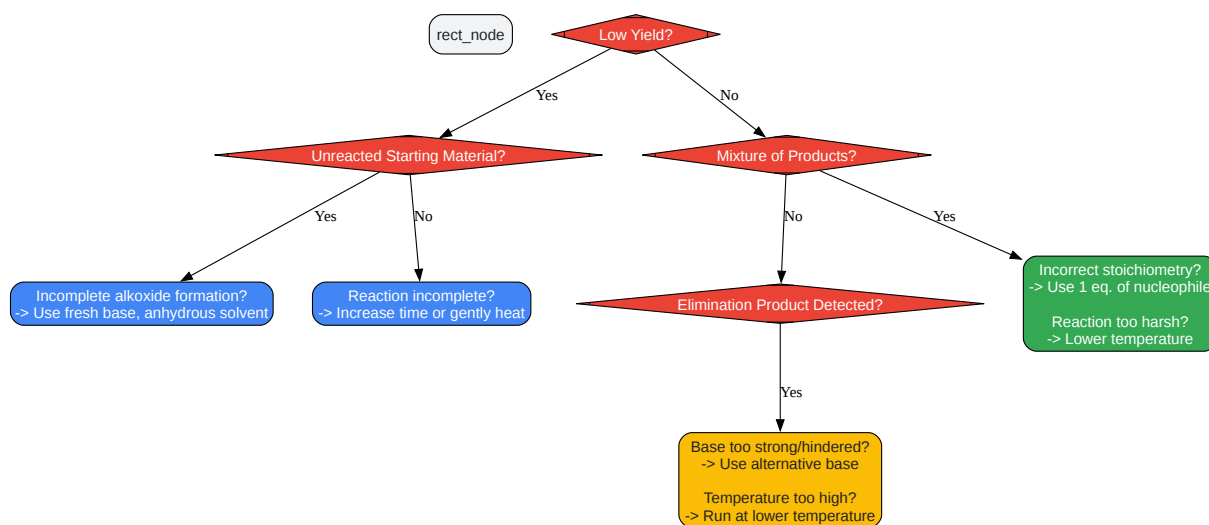 rect_node
Low Yield?
Yes
No
Unreacted Starting Material?
Mixture of Products?
Yes
No
No
Yes
Incomplete alkoxide formation?
-> Use fresh base, anhydrous solvent
Reaction incomplete?
-> Increase time or gently heat
Elimination Product Detected?
Incorrect stoichiometry?
-> Use 1 eq. of nucleophile
Reaction too harsh?
-> Lower temperature
Yes
Base too strong/hindered?
-> Use alternative base
Temperature too high?
-> Run at lower temperature